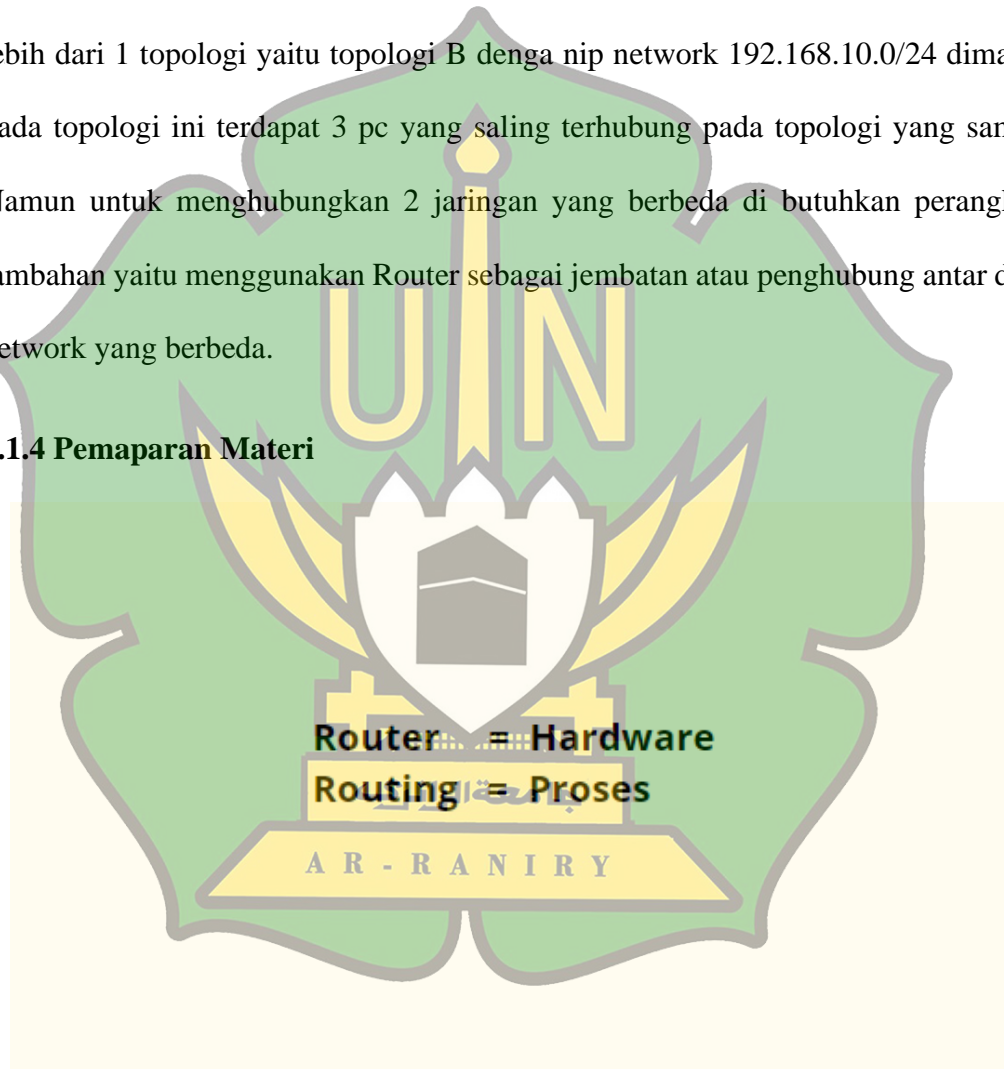 ebih dari 1 topologi yaitu topologi B denga nip network 192.168.10.0/24 dima
ada topologi ini terdapat 3 pc yang saling terhubung pada topologi yang sam
Namun untuk menghubungkan 2 jaringan yang berbeda di butuhkan perangk
ambahan yaitu menggunakan Router sebagai jembatan atau penghubung antar d
etwork yang berbeda.
.1.4 Pemaparan Materi
UIN
Router = Hardware
Routing = Proses
AR-RANIRY